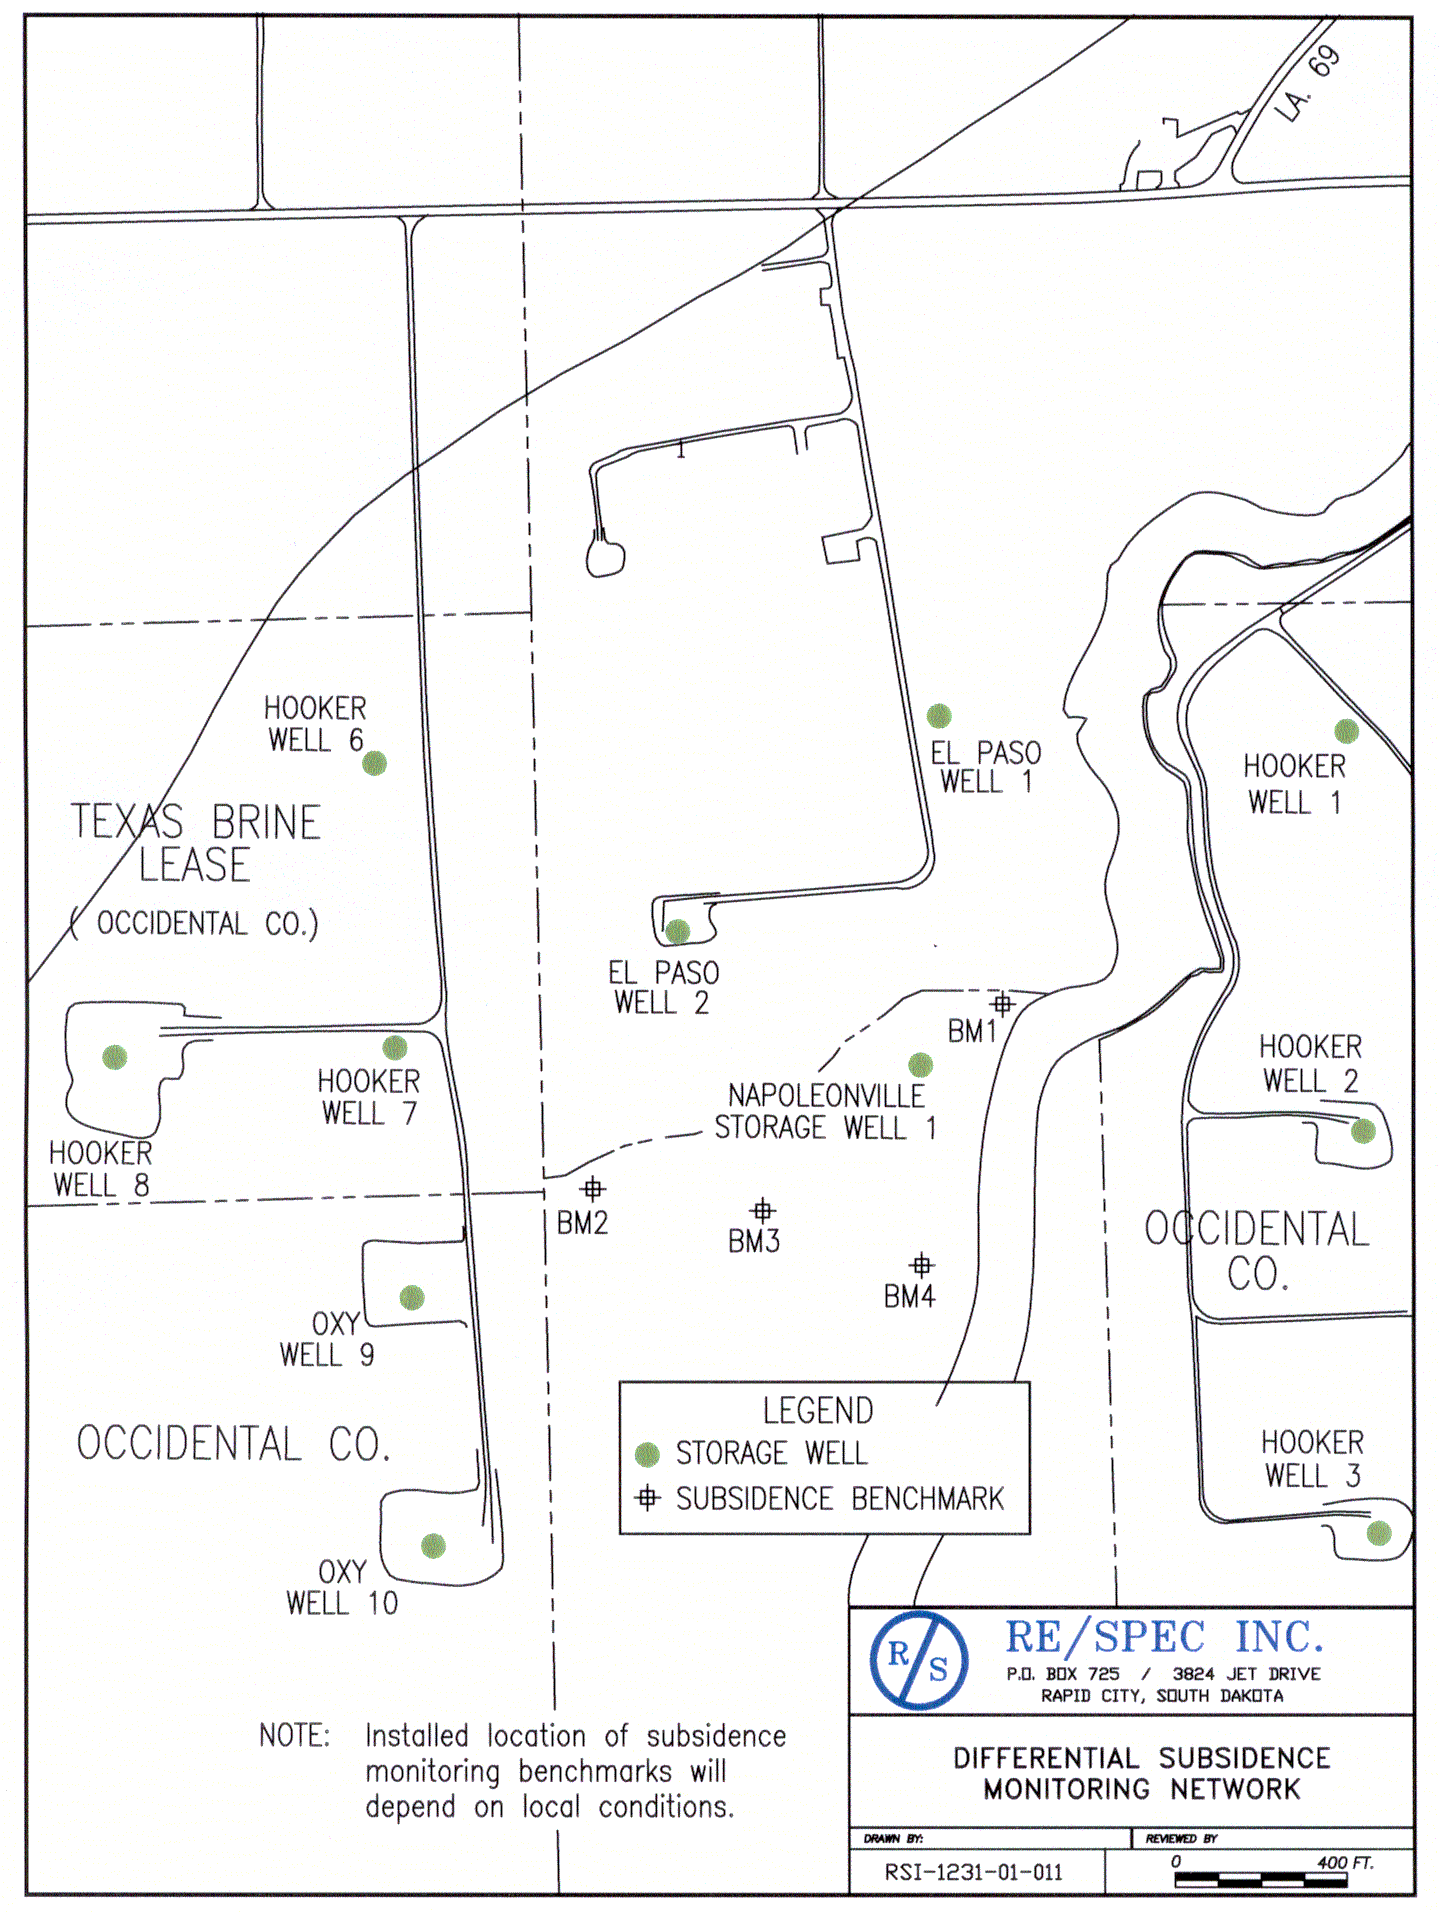 LA. 69
1
HOOKER
WELL 6
EL PASO
WELL 1
HOOKER
WELL 1
TEXAS BRINE
LEASE
( OCCIDENTAL CO.)
EL PASO
WELL 2
BM1
HOOKER
WELL 2
HOOKER
WELL 7
NAPOLEONVILLE
STORAGE WELL 1
HOOKER
WELL 8
BM2
BM3
BM4
OCCIDENTAL
CO.
OXY
WELL 9
OCCIDENTAL CO.
LEGEND
STORAGE WELL
SUBSIDENCE BENCHMARK
HOOKER
WELL 3
OXY
WELL 10
R/S
RE/SPEC INC.
P.O. BOX 725 / 3824 JET DRIVE
RAPID CITY, SOUTH DAKOTA
NOTE: Installed location of subsidence
monitoring benchmarks will
depend on local conditions.
DIFFERENTIAL SUBSIDENCE
MONITORING NETWORK
DRAWN BY:
REVIEWED BY
RSI-1231-01-011
0 400 FT.